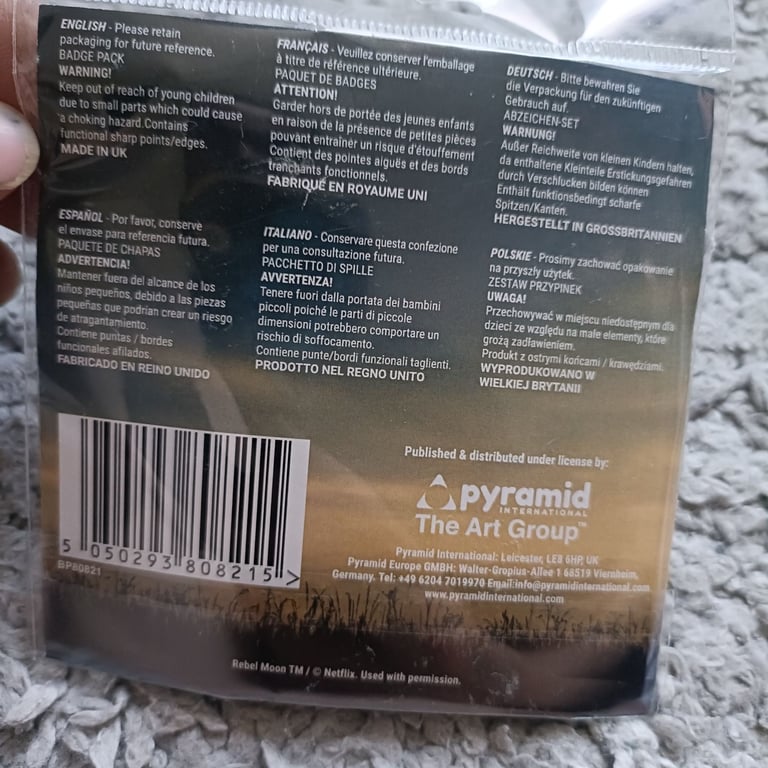 ENGLISH - Please retain
packaging for future reference.
BADGE PACK
WARNING!
Keep out of reach of young children
due to small parts which could cause
a choking hazard.Contains
functional sharp points/edges.
MADE IN UK
FRANÇAIS - Veuillez conserver l'emballage
à titre de référence ultérieure.
PAQUET DE BADGES
ATTENTION!
Garder hors de portée des jeunes enfants
en raison de la présence de petites pièces
pouvant entraîner un risque d'étouffement
Contient des pointes aiguës et des bords
tranchants fonctionnels.
FABRIQUÉ EN ROYAUME UNI
DEUTSCH - Bitte bewahren Sie
die Verpackung für den zukünftigen
Gebrauch auf.
ABZEICHEN-SET
WARNUNG!
Außer Reichweite von kleinen Kindern halten,
da enthaltene Kleinteile Erstickungsgefahren
durch Verschlucken bilden können
Enthält funktionsbedingt scharfe
Spitzen/Kanten.
HERGESTELLT IN GROSSBRITANNIEN
ESPAÑOL - Por favor, conserve
el envase para referencia futura.
PAQUETE DE CHAPAS
ADVERTENCIA!
Mantener fuera del alcance de los
niños pequeños, debido a las piezas
pequeñas que podrían crear un riesgo
de atragantamiento.
Contiene puntas / bordes
funcionales afilados.
FABRICADO EN REINO UNIDO
ITALIANO - Conservare questa confezione
per una consultazione futura.
PACCHETTO DI SPILLE
AVVERTENZA!
Tenere fuori dalla portata dei bambini
piccoli poiché le parti di piccole
dimensioni potrebbero comportare un
rischio di soffocamento.
Contiene punte/bordi funzionali taglienti.
PRODOTTO NEL REGNO UNITO
POLSKIE - Prosimy zachować opakowanie
na przyszły użytek.
ZESTAW PRZYPINEK
UWAGA!
Przechowywać w miejscu niedostępnym dla
dzieci ze względu na małe elementy, które
grożą zadławieniem.
Produkt z ostrymi końcami / krawędziami.
WYPRODUKOWANO W
WIELKIEJ BRYTANII
5 050293 808215 >
BP80821
Published & distributed under license by:
pyramid
INTERNATIONAL
The Art Group™
Pyramid International: Leicester, LE8 6HP, UK
Pyramid Europe GMBH: Walter-Gropius-Allee 1 68519 Viernheim,
Germany. Tel: +49 6204 7019970 Email:info@pyramidinternational.com
www.pyramidinternational.com
Rebel Moon TM / © Netflix. Used with permission.